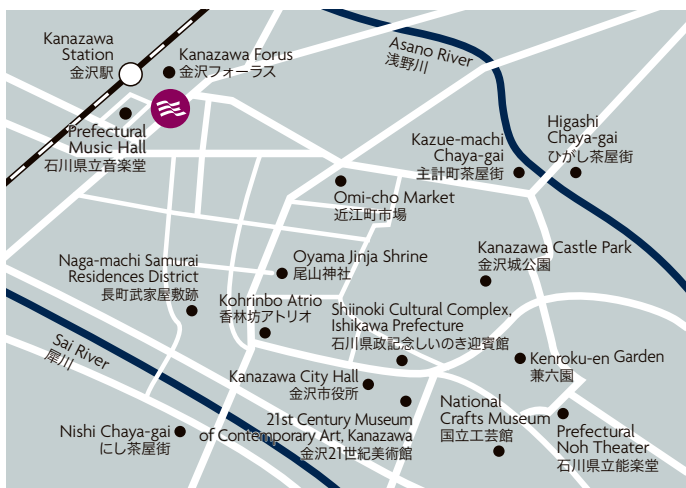 Kanazawa
Station
金沢駅
Kanazawa Forus
金沢フォーラス
Asano River
浅野川
Prefectural
Music Hall
石川県立音楽堂
Kazue-machi
Chaya-gai
主計町茶屋街
Higashi
Chaya-gai
ひがし茶屋街
Omi-cho Market
近江町市場
Naga-machi Samurai
Residences District
長町武家屋敷跡
Oyama Jinja Shrine
尾山神社
Kanazawa Castle Park
金沢城公園
Kohrinbo Atrio
香林坊アトリオ
Shiinoki Cultural Complex,
Ishikawa Prefecture
石川県政記念しいのき迎賓館
Sai River
犀川
Kanazawa City Hall
金沢市役所
Kenroku-en Garden
兼六園
21st Century Museum
of Contemporary Art, Kanazawa
金沢21世紀美術館
National
Crafts Museum
国立工芸館
Nishi Chaya-gai
にし茶屋街
Prefectural
Noh Theater
石川県立能楽堂